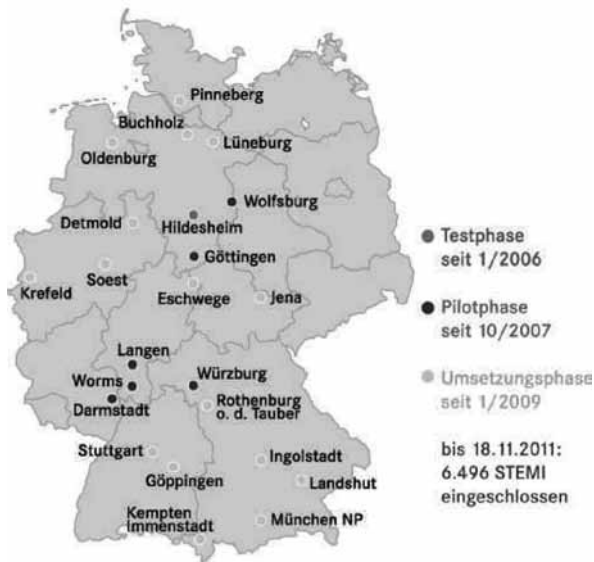 Pinneberg
Buchholz
Oldenburg
Lüneburg
Wolfsburg
Detmold
Hildesheim
Göttingen
Soest
Krefeld
Eschwege
Jena
Langen
Worms
Würzburg
Darmstadt
Rothenburg
o. d. Tauber
Stuttgart
Ingolstadt
Göppingen
Landshut
Kempten
Immenstadt
München NP
Testphase
seit 1/2006
Pilotphase
seit 10/2007
Umsetzungsphase
seit 1/2009
bis 18.11.2011:
6.496 STEMI
eingeschlossen